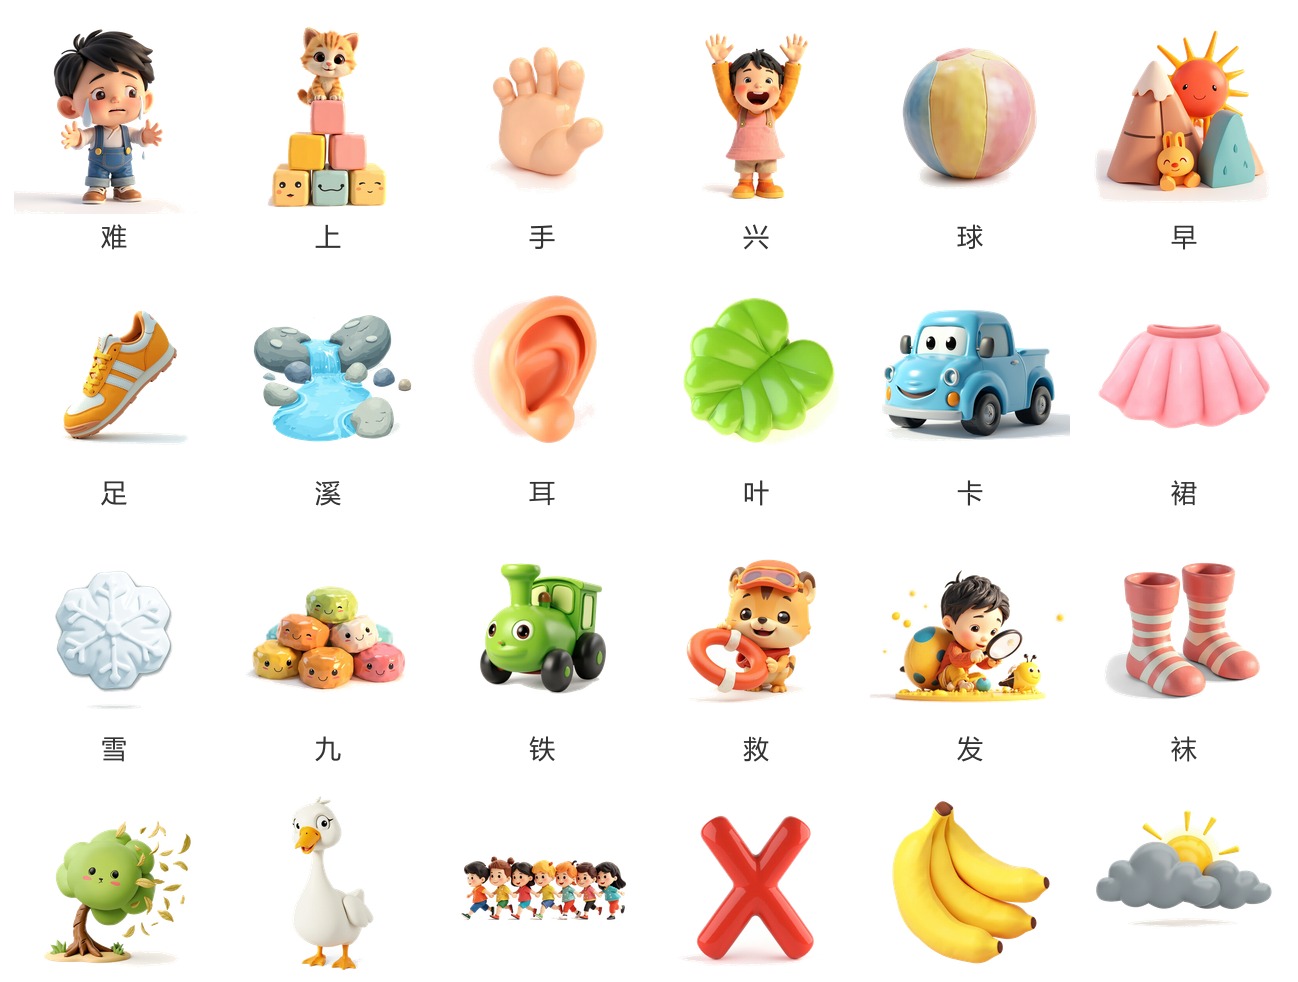 难 上 手 兴 球 早
足 溪 耳 叶 卡 裙
雪 九 铁 救 发 袜